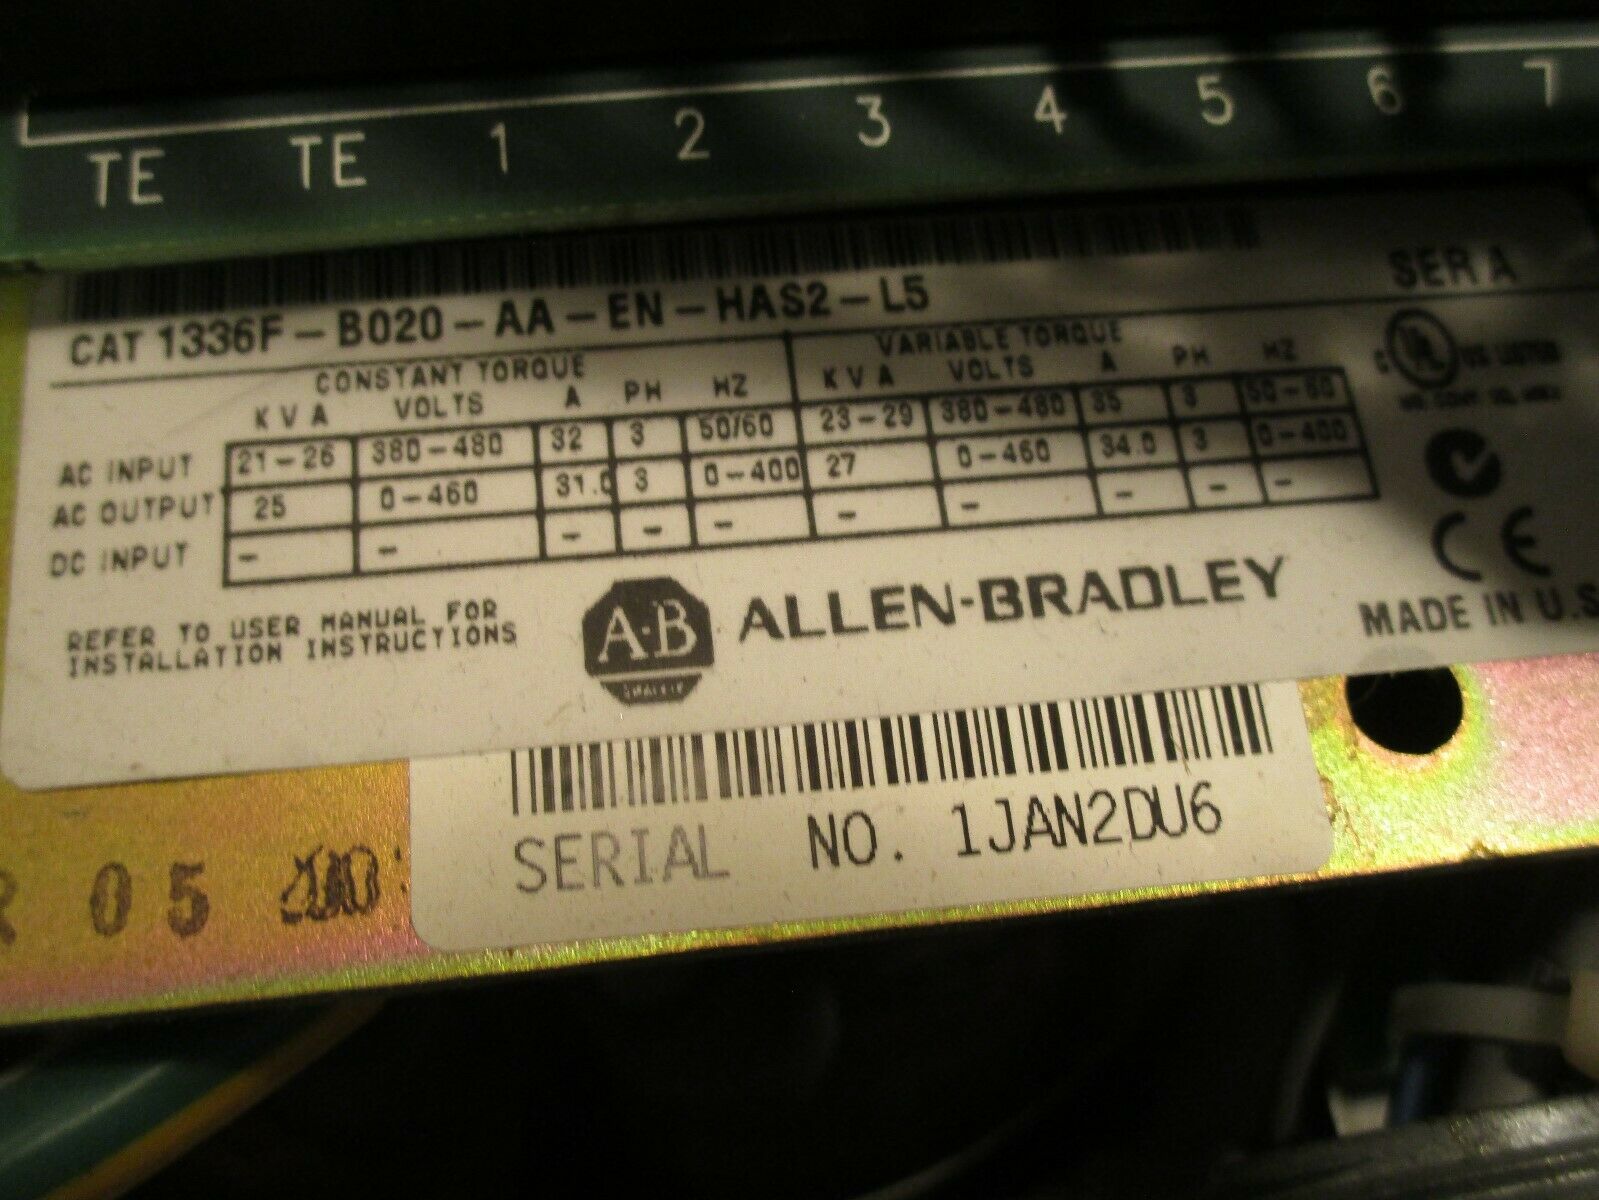 TE TE 1 2 3 4 5 6 7
SER A
CAT 1336F-B020-AA-EN-HAS2-L5
CONSTANT TORQUE VARIABLE TORQUE
KVA VOLTS A PH HZ KVA VOLTS A PH HZ
AC INPUT 21-26 380-480 32 3 50/60 23-29 380-480 35 3 50-60
AC OUTPUT 25 0-460 31.0 3 0-400 27 0-460 34.0 3 0-400
DC INPUT - - - - - - - - - -
C UL US LISTED
CE
REFER TO USER MANUAL FOR
INSTALLATION INSTRUCTIONS
A-B
ALLEN-BRADLEY
MADE IN U.S
SERIAL NO. 1JAN2DU6
R 05